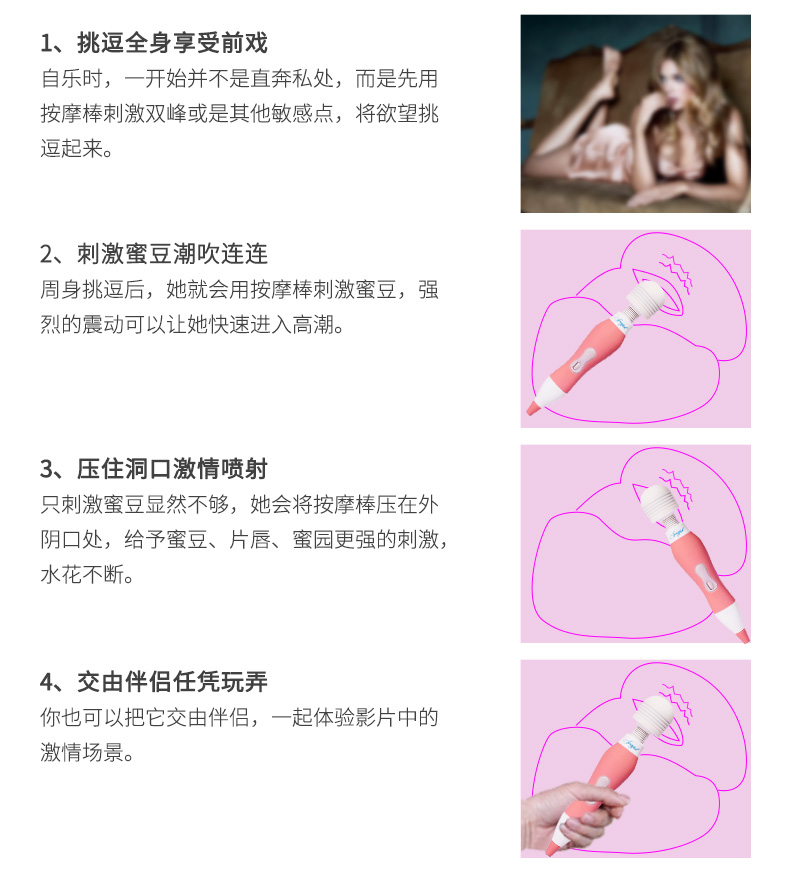 1、挑逗全身享受前戏
自乐时，一开始并不是直奔私处，而是先用
按摩棒刺激双峰或是其他敏感点，将欲望挑
逗起来。
2、刺激蜜豆潮吹连连
周身挑逗后，她就会用按摩棒刺激蜜豆，强
烈的震动可以让她快速进入高潮。
3、压住洞口激情喷射
只刺激蜜豆显然不够，她会将按摩棒压在外
阴口处，给予蜜豆、片唇、蜜园更强的刺激，
水花不断。
4、交由伴侣任凭玩弄
你也可以把它交由伴侣，一起体验影片中的
激情场景。